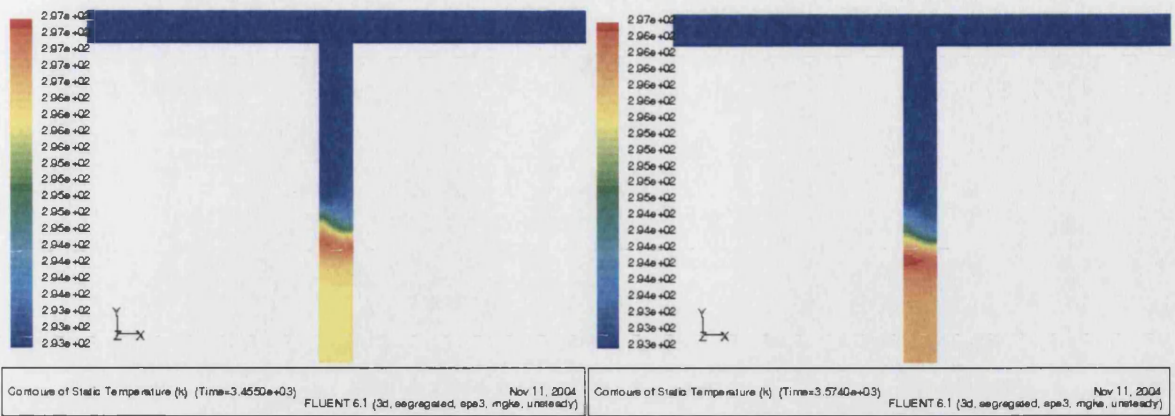 2.97e+02
2.97e+02
2.97e+02
2.97e+02
2.97e+02
2.96e+02
2.96e+02
2.96e+02
2.96e+02
2.95e+02
2.95e+02
2.95e+02
2.95e+02
2.95e+02
2.94e+02
2.94e+02
2.94e+02
2.94e+02
2.93e+02
2.93e+02
2.93e+02
Y
Z X
Contours of Static Temperature (k) (Time=3.4550e+03) Nov 11, 2004
FLUENT 6.1 (3d, segregated, spe3, rngke, unsteady)
2.97e+02
2.96e+02
2.96e+02
2.96e+02
2.96e+02
2.96e+02
2.96e+02
2.95e+02
2.95e+02
2.95e+02
2.95e+02
2.95e+02
2.95e+02
2.94e+02
2.94e+02
2.94e+02
2.94e+02
2.94e+02
2.93e+02
2.93e+02
2.93e+02
Y
Z X
Contours of Static Temperature (k) (Time=3.5740e+03) Nov 11, 2004
FLUENT 6.1 (3d, segregated, spe3, rngke, unsteady)